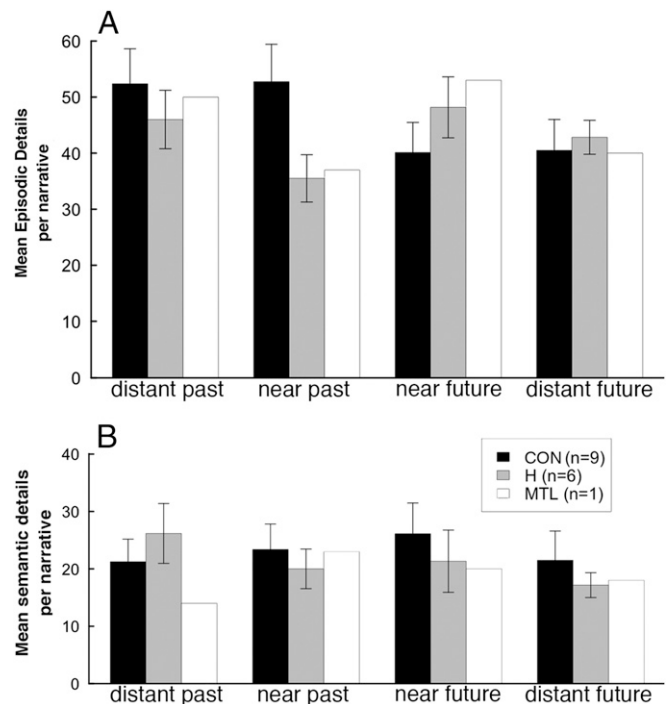 A
Mean Episodic Details
per narrative
60
50
40
30
20
10
0
distant past near past near future distant future
B
Mean semantic details
per narrative
40
30
20
10
0
CON (n=9)
H (n=6)
MTL (n=1)
distant past near past near future distant future